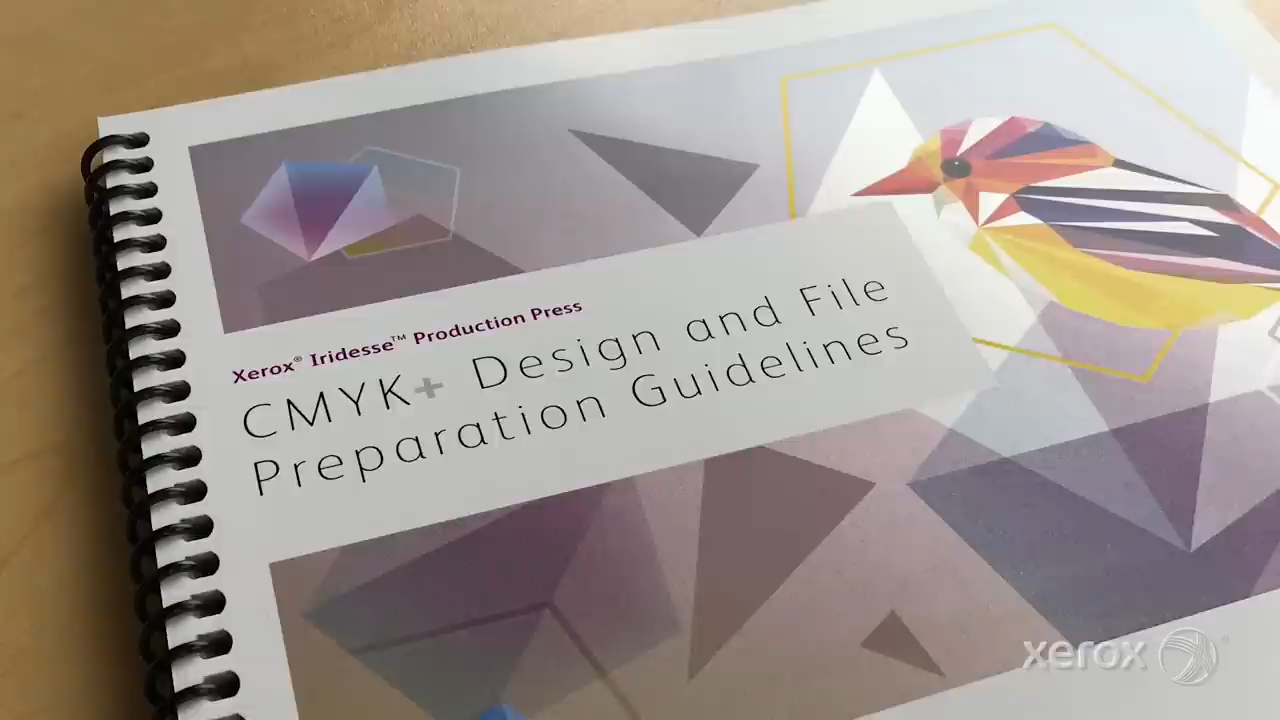 Xerox® Iridesse™ Production Press
CMYK+ Design and File
Preparation Guidelines
xerox